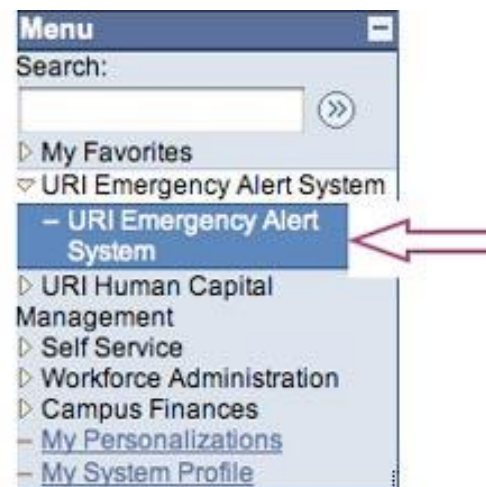 Menu
Search:
My Favorites
URI Emergency Alert System
– URI Emergency Alert
System
URI Human Capital
Management
Self Service
Workforce Administration
Campus Finances
– My Personalizations
– My System Profile